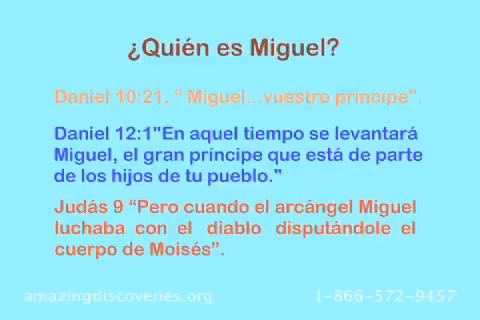 ¿Quién es Miguel?
Daniel 10:21, " Miguel...vuestro príncipe".
Daniel 12:1"En aquel tiempo se levantará
Miguel, el gran príncipe que está de parte
de los hijos de tu pueblo."
Judás 9 “Pero cuando el arcángel Miguel
luchaba con el diablo disputándole el
cuerpo de Moisés”.
amazingdiscoveries.org 1-866-572-9457